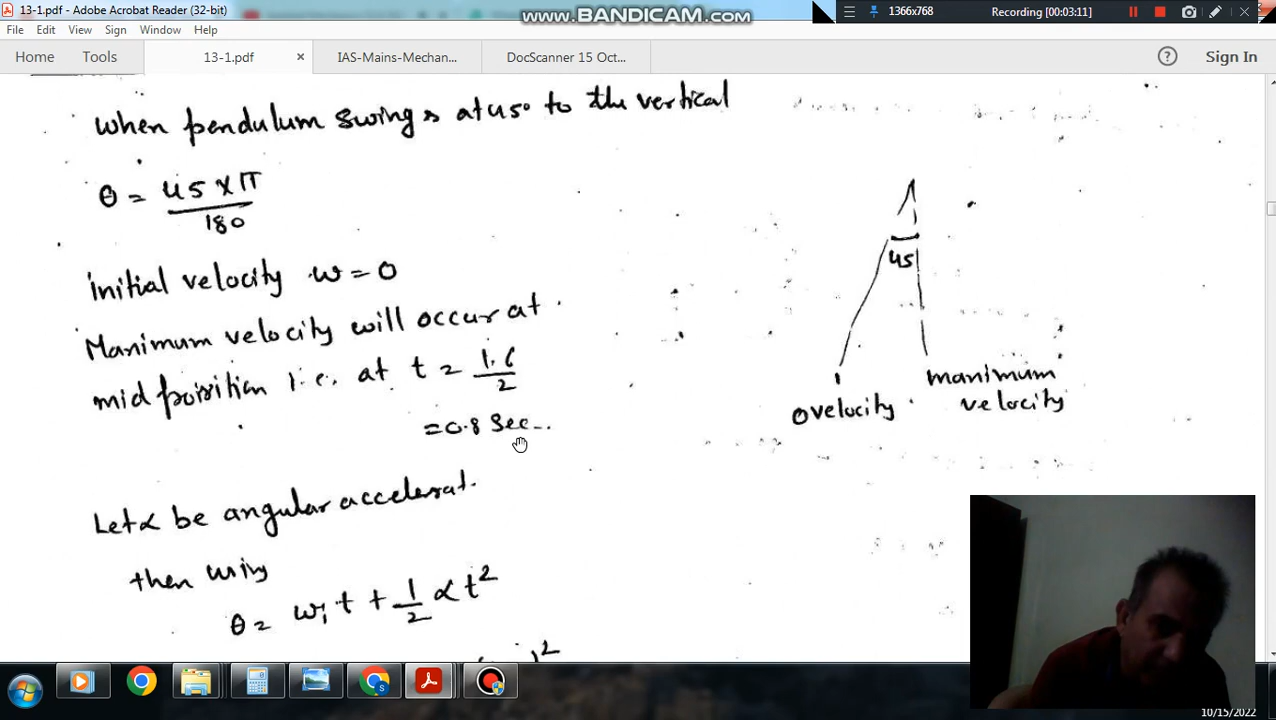 13-1.pdf - Adobe Acrobat Reader (32-bit)
www.BANDICAM.com
1366x768
Recording [00:03:11]
File Edit View Sign Window Help
Home Tools 13-1.pdf × IAS-Mains-Mechan... DocScanner 15 Oct... Sign In
when pendulum swings at 45° to the vertical
θ = 45 × π
180
initial velocity w = 0
Maximum velocity will occur at
mid position i.e. at t = 1.6
2
= 0.8 Sec..
45
0 velocity
maximum
velocity
Let α be angular accelerat.
then using
θ = w₁t + 1/2 αt²
10/15/2022